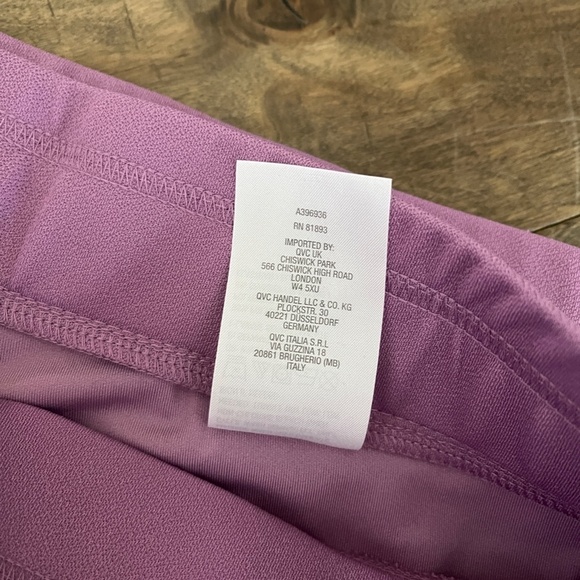 A396936
RN 81893
IMPORTED BY:
QVC UK
CHISWICK PARK
566 CHISWICK HIGH ROAD
LONDON
W4 5XU
QVC HANDEL LLC & CO. KG
PLOCKSTR. 30
40221 DÜSSELDORF
GERMANY
QVC ITALIA S.R.L
VIA GUZZINA 18
20861 BRUGHERIO (MB)
ITALY